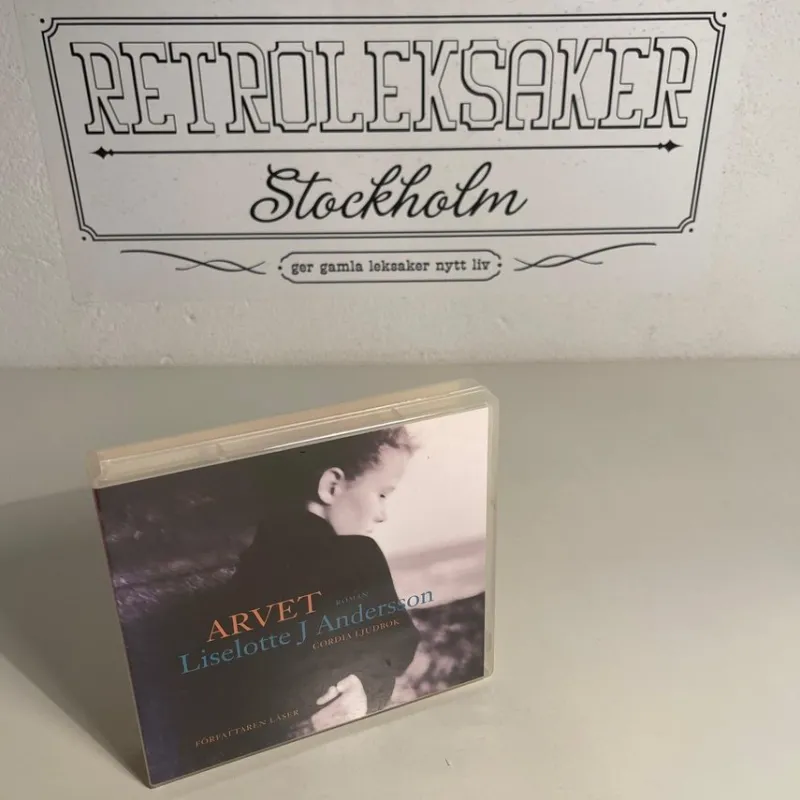 RETROLEKSAKER
Stockholm
ger gamla leksaker nytt liv
ARVET ROMAN
Liselotte J Andersson
CORDIA LJUDBOK
FÖRFATTAREN LÄSER